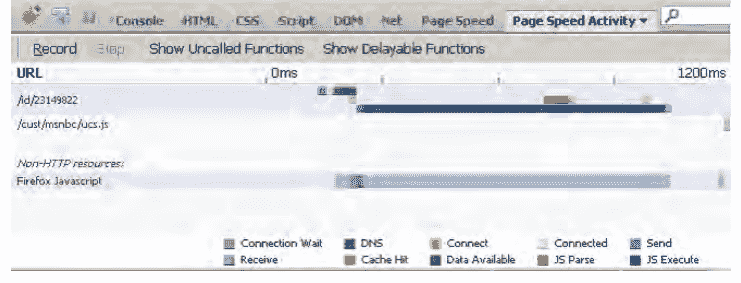 Console HTML CSS Script DOM Net Page Speed Page Speed Activity
Record Stop Show Uncalled Functions Show Delayable Functions
URL 0ms 1200ms
/id/23149822
/cust/msnbc/ucs.js
Non-HTTP resources:
Firefox Javascript
Connection Wait DNS Connect Connected Send
Receive Cache Hit Data Available JS Parse JS Execute